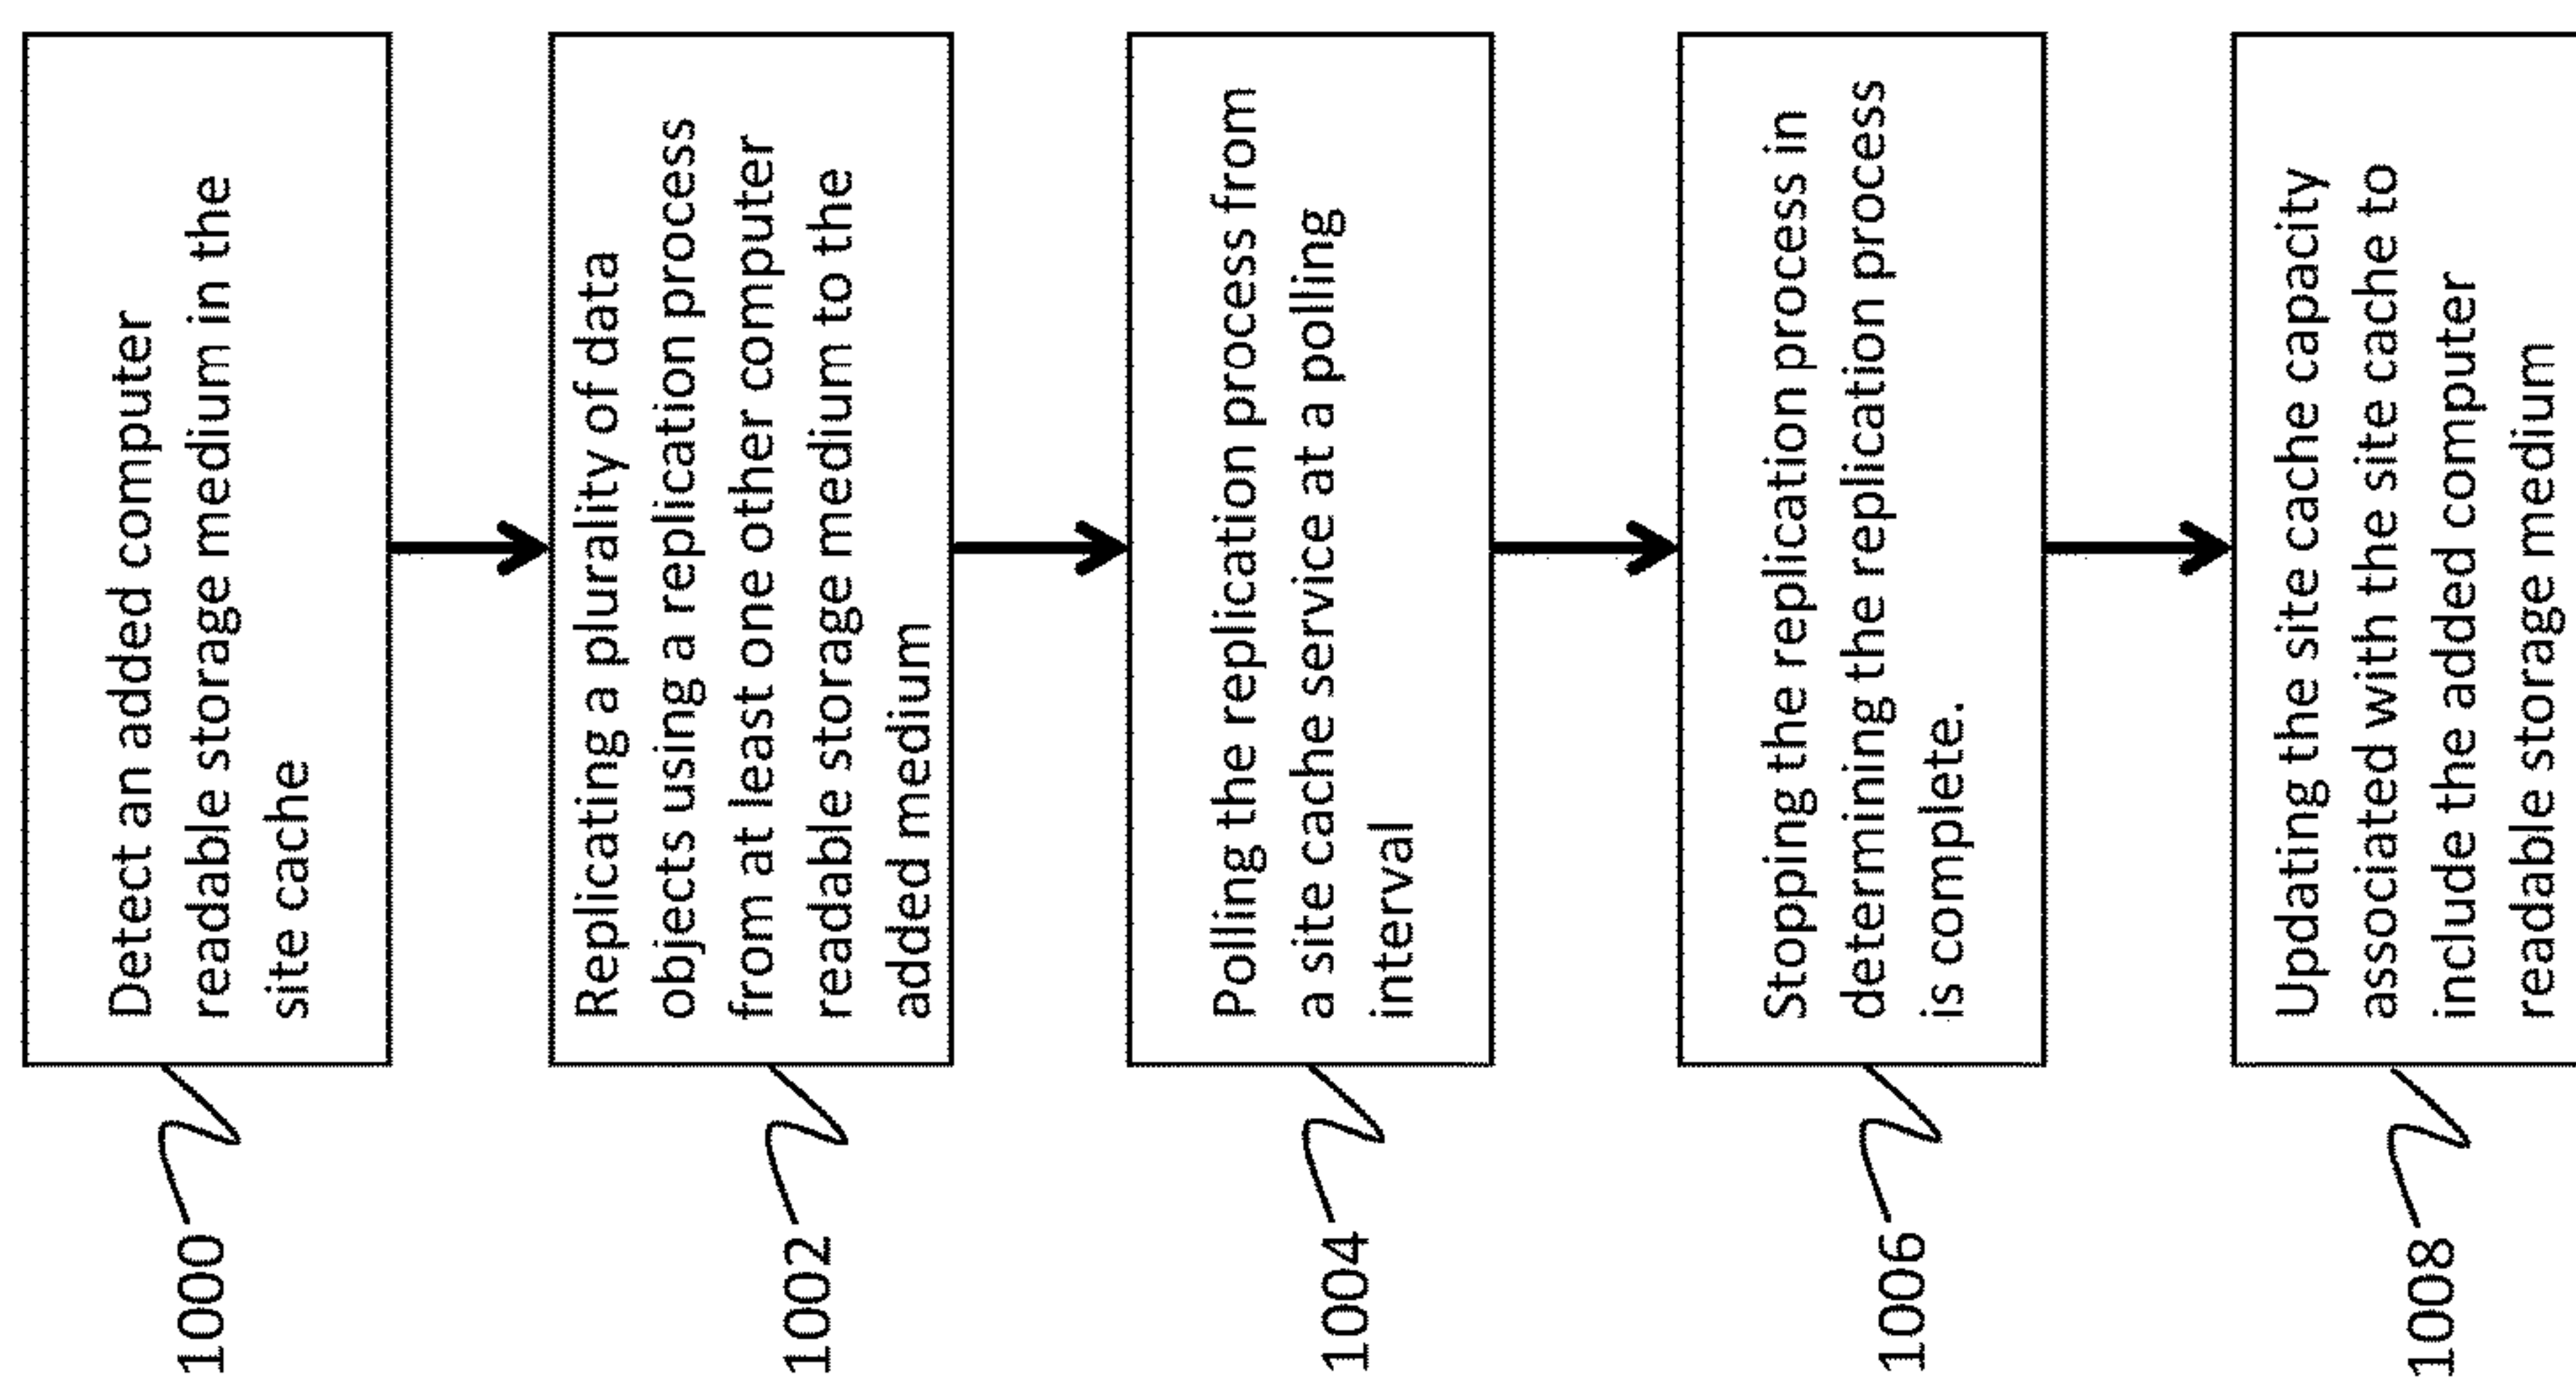 1000
Detect an added computer
readable storage medium in the
site cache
1002
Replicating a plurality of data
objects using a replication process
from at least one other computer
readable storage medium to the
added medium
1004
Polling the replication process from
a site cache service at a polling
interval
1006
Stopping the replication process in
determining the replication process
is complete.
1008
Updating the site cache capacity
associated with the site cache to
include the added computer
readable storage medium